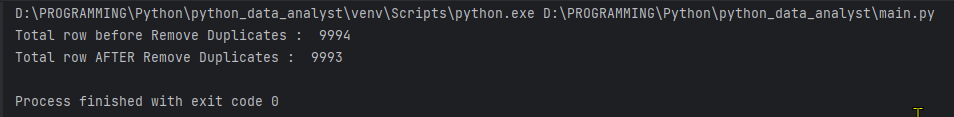 D:\PROGRAMMING\Python\python_data_analyst\venv\Scripts\python.exe D:\PROGRAMMING\Python\python_data_analyst\main.py
Total row before Remove Duplicates :  9994
Total row AFTER Remove Duplicates :  9993
Process finished with exit code 0